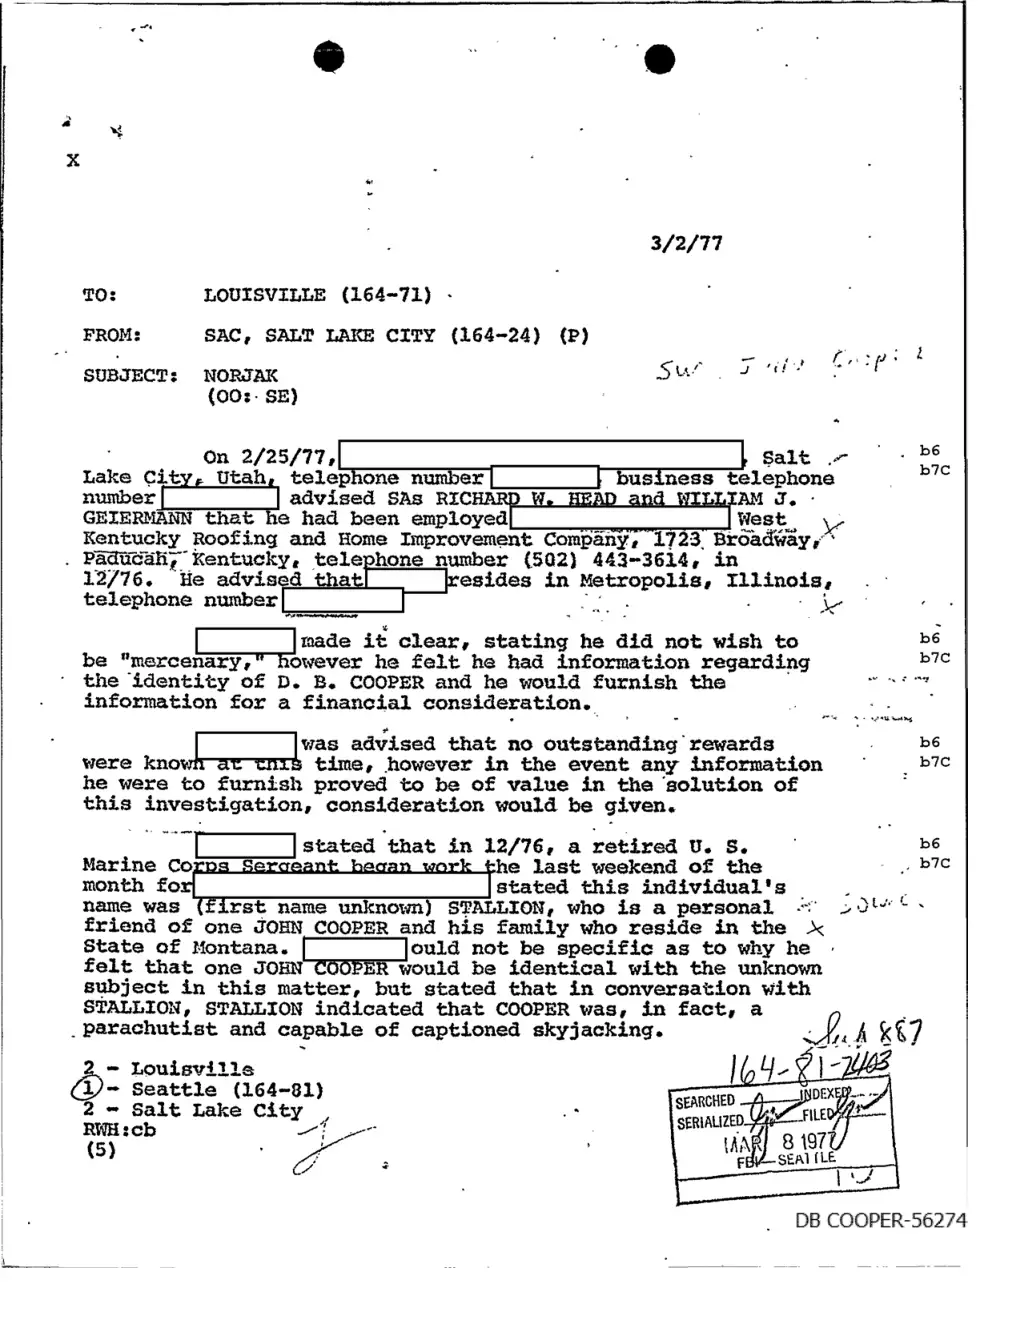 X
3/2/77
TO: LOUISVILLE (164-71)
FROM: SAC, SALT LAKE CITY (164-24) (P)
SUBJECT: NORJAK
(OO: SE)
On 2/25/77, , Salt
b6
Lake City, Utah, telephone number , business telephone
b7C
number advised SAs RICHARD W. HEAD and WILLIAM J.
GEIERMANN that he had been employed West
Kentucky Roofing and Home Improvement Company, 1723 Broadway,
Paducah, Kentucky, telephone number (502) 443-3614, in
12/76. He advised that resides in Metropolis, Illinois,
telephone number
made it clear, stating he did not wish to
b6
be "mercenary," however he felt he had information regarding
b7C
the identity of D. B. COOPER and he would furnish the
information for a financial consideration.
was advised that no outstanding rewards
b6
were known at this time, however in the event any information
b7C
he were to furnish proved to be of value in the solution of
this investigation, consideration would be given.
stated that in 12/76, a retired U. S.
b6
Marine Corps Sergeant began work the last weekend of the
b7C
month for stated this individual's
name was (first name unknown) STALLION, who is a personal
friend of one JOHN COOPER and his family who reside in the
State of Montana. ould not be specific as to why he
felt that one JOHN COOPER would be identical with the unknown
subject in this matter, but stated that in conversation with
STALLION, STALLION indicated that COOPER was, in fact, a
parachutist and capable of captioned skyjacking.
2 - Louisville
1 - Seattle (164-81)
2 - Salt Lake City
RWH:cb
(5)
887
164-81-7403
SEARCHED INDEXED
SERIALIZED FILED
MAR 8 1977
FBI - SEATTLE
DB COOPER-56274